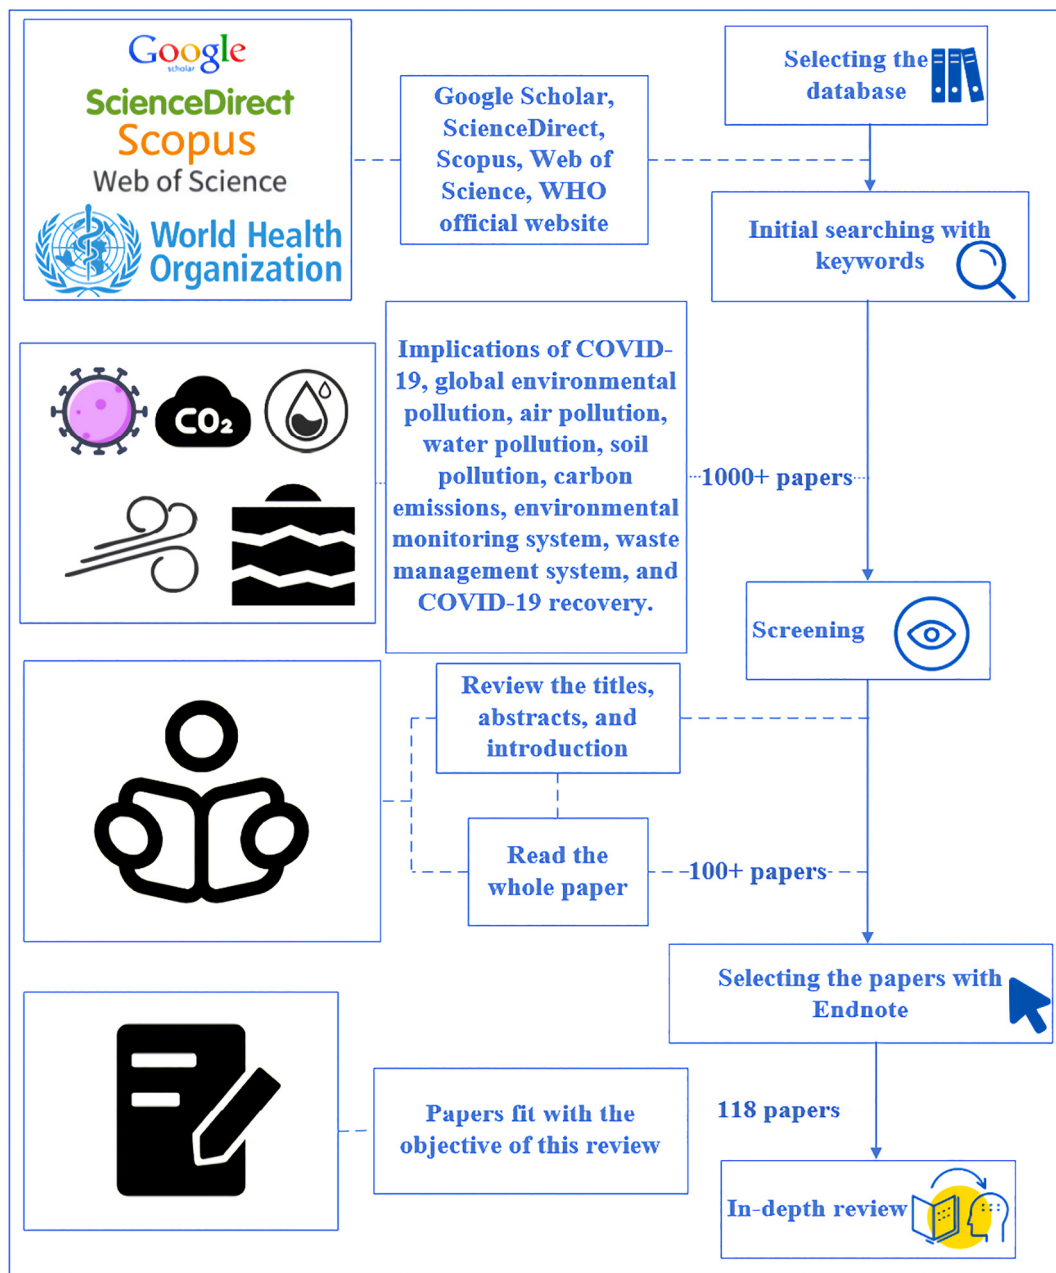 Google
scholar
ScienceDirect
Scopus
Web of Science
World Health
Organization
Google Scholar,
ScienceDirect,
Scopus, Web of
Science, WHO
official website
Selecting the
database
Initial searching with
keywords
CO2
Implications of COVID-
19, global environmental
pollution, air pollution,
water pollution, soil
pollution, carbon
emissions, environmental
monitoring system, waste
management system, and
COVID-19 recovery.
1000+ papers
Screening
Review the titles,
abstracts, and
introduction
Read the
whole paper
100+ papers
Selecting the papers with
Endnote
118 papers
Papers fit with the
objective of this review
In-depth review